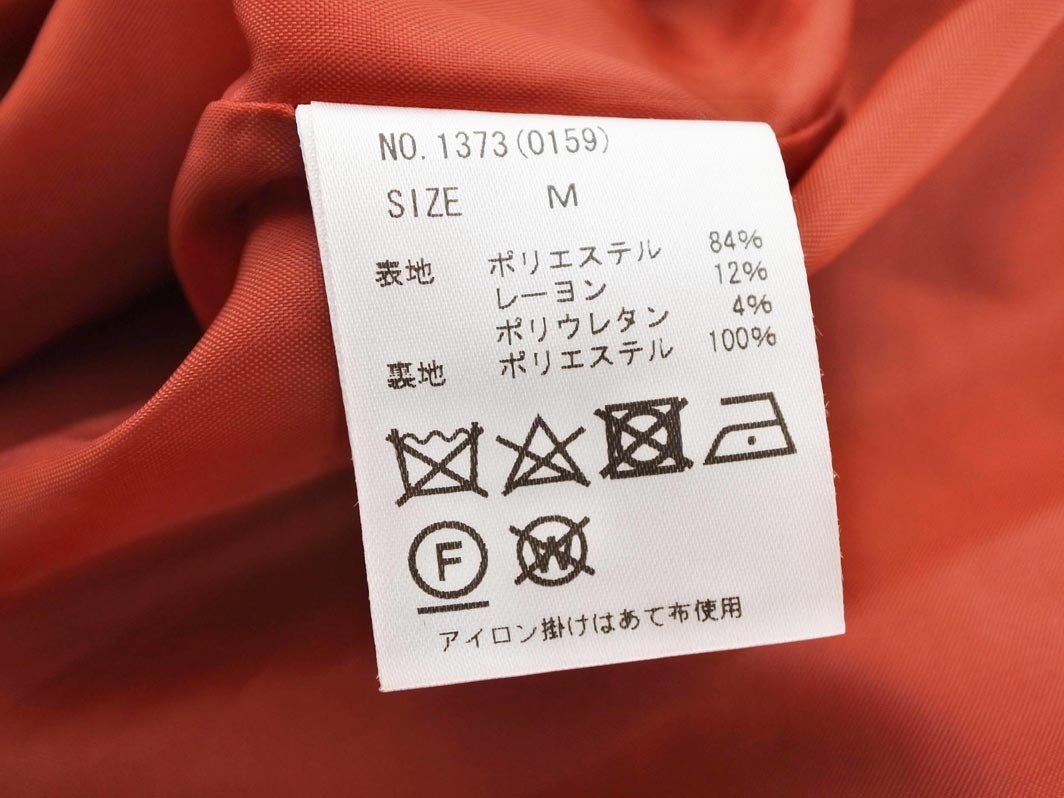 NO. 1373(0159)
SIZE M
表地 ポリエステル 84%
レーヨン 12%
ポリウレタン 4%
裏地 ポリエステル 100%
F W
アイロン掛けはあて布使用